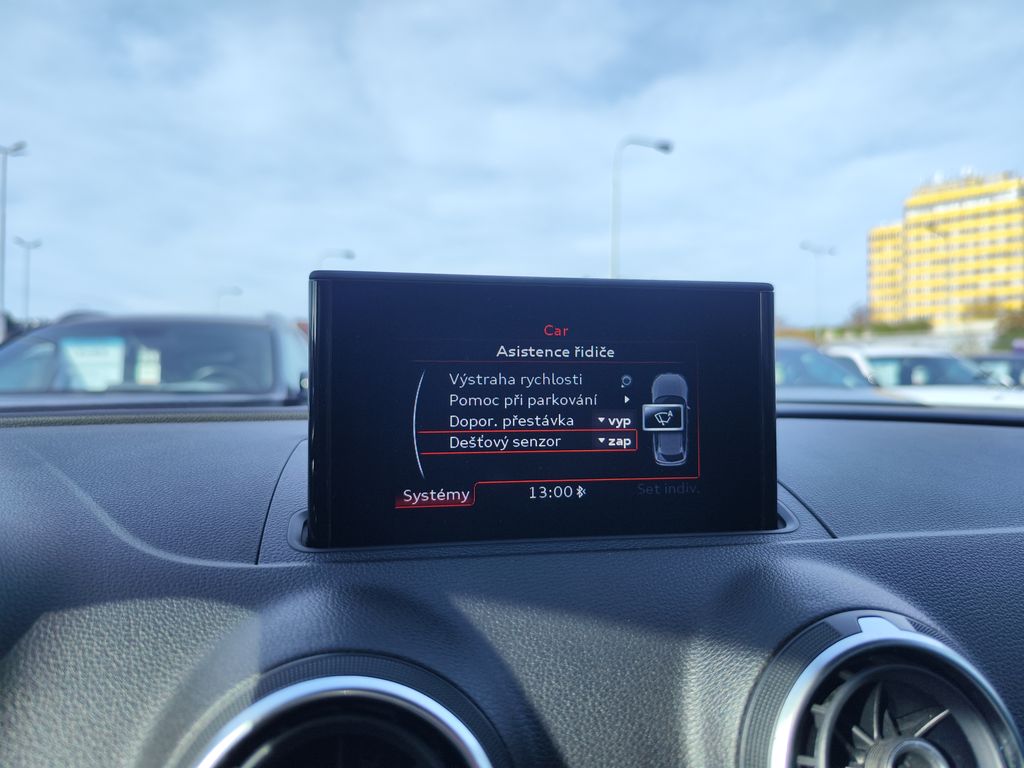 Car
Asistence řidiče
Výstraha rychlosti
Pomoc při parkování
Dopor. přestávka vyp
Dešťový senzor zap
Systémy 13:00 Set indiv.